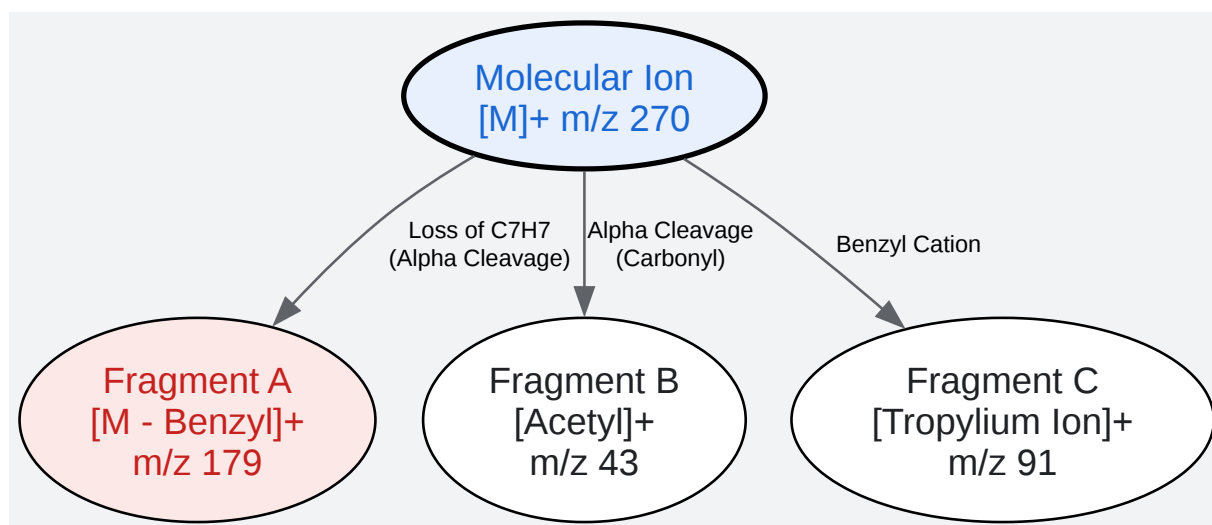 Molecular Ion
[M]+ m/z 270
Loss of C7H7
(Alpha Cleavage)
Alpha Cleavage
(Carbonyl)
Benzyl Cation
Fragment A
[M - Benzyl]+
m/z 179
Fragment B
[Acetyl]+
m/z 43
Fragment C
[Tropylium Ion]+
m/z 91